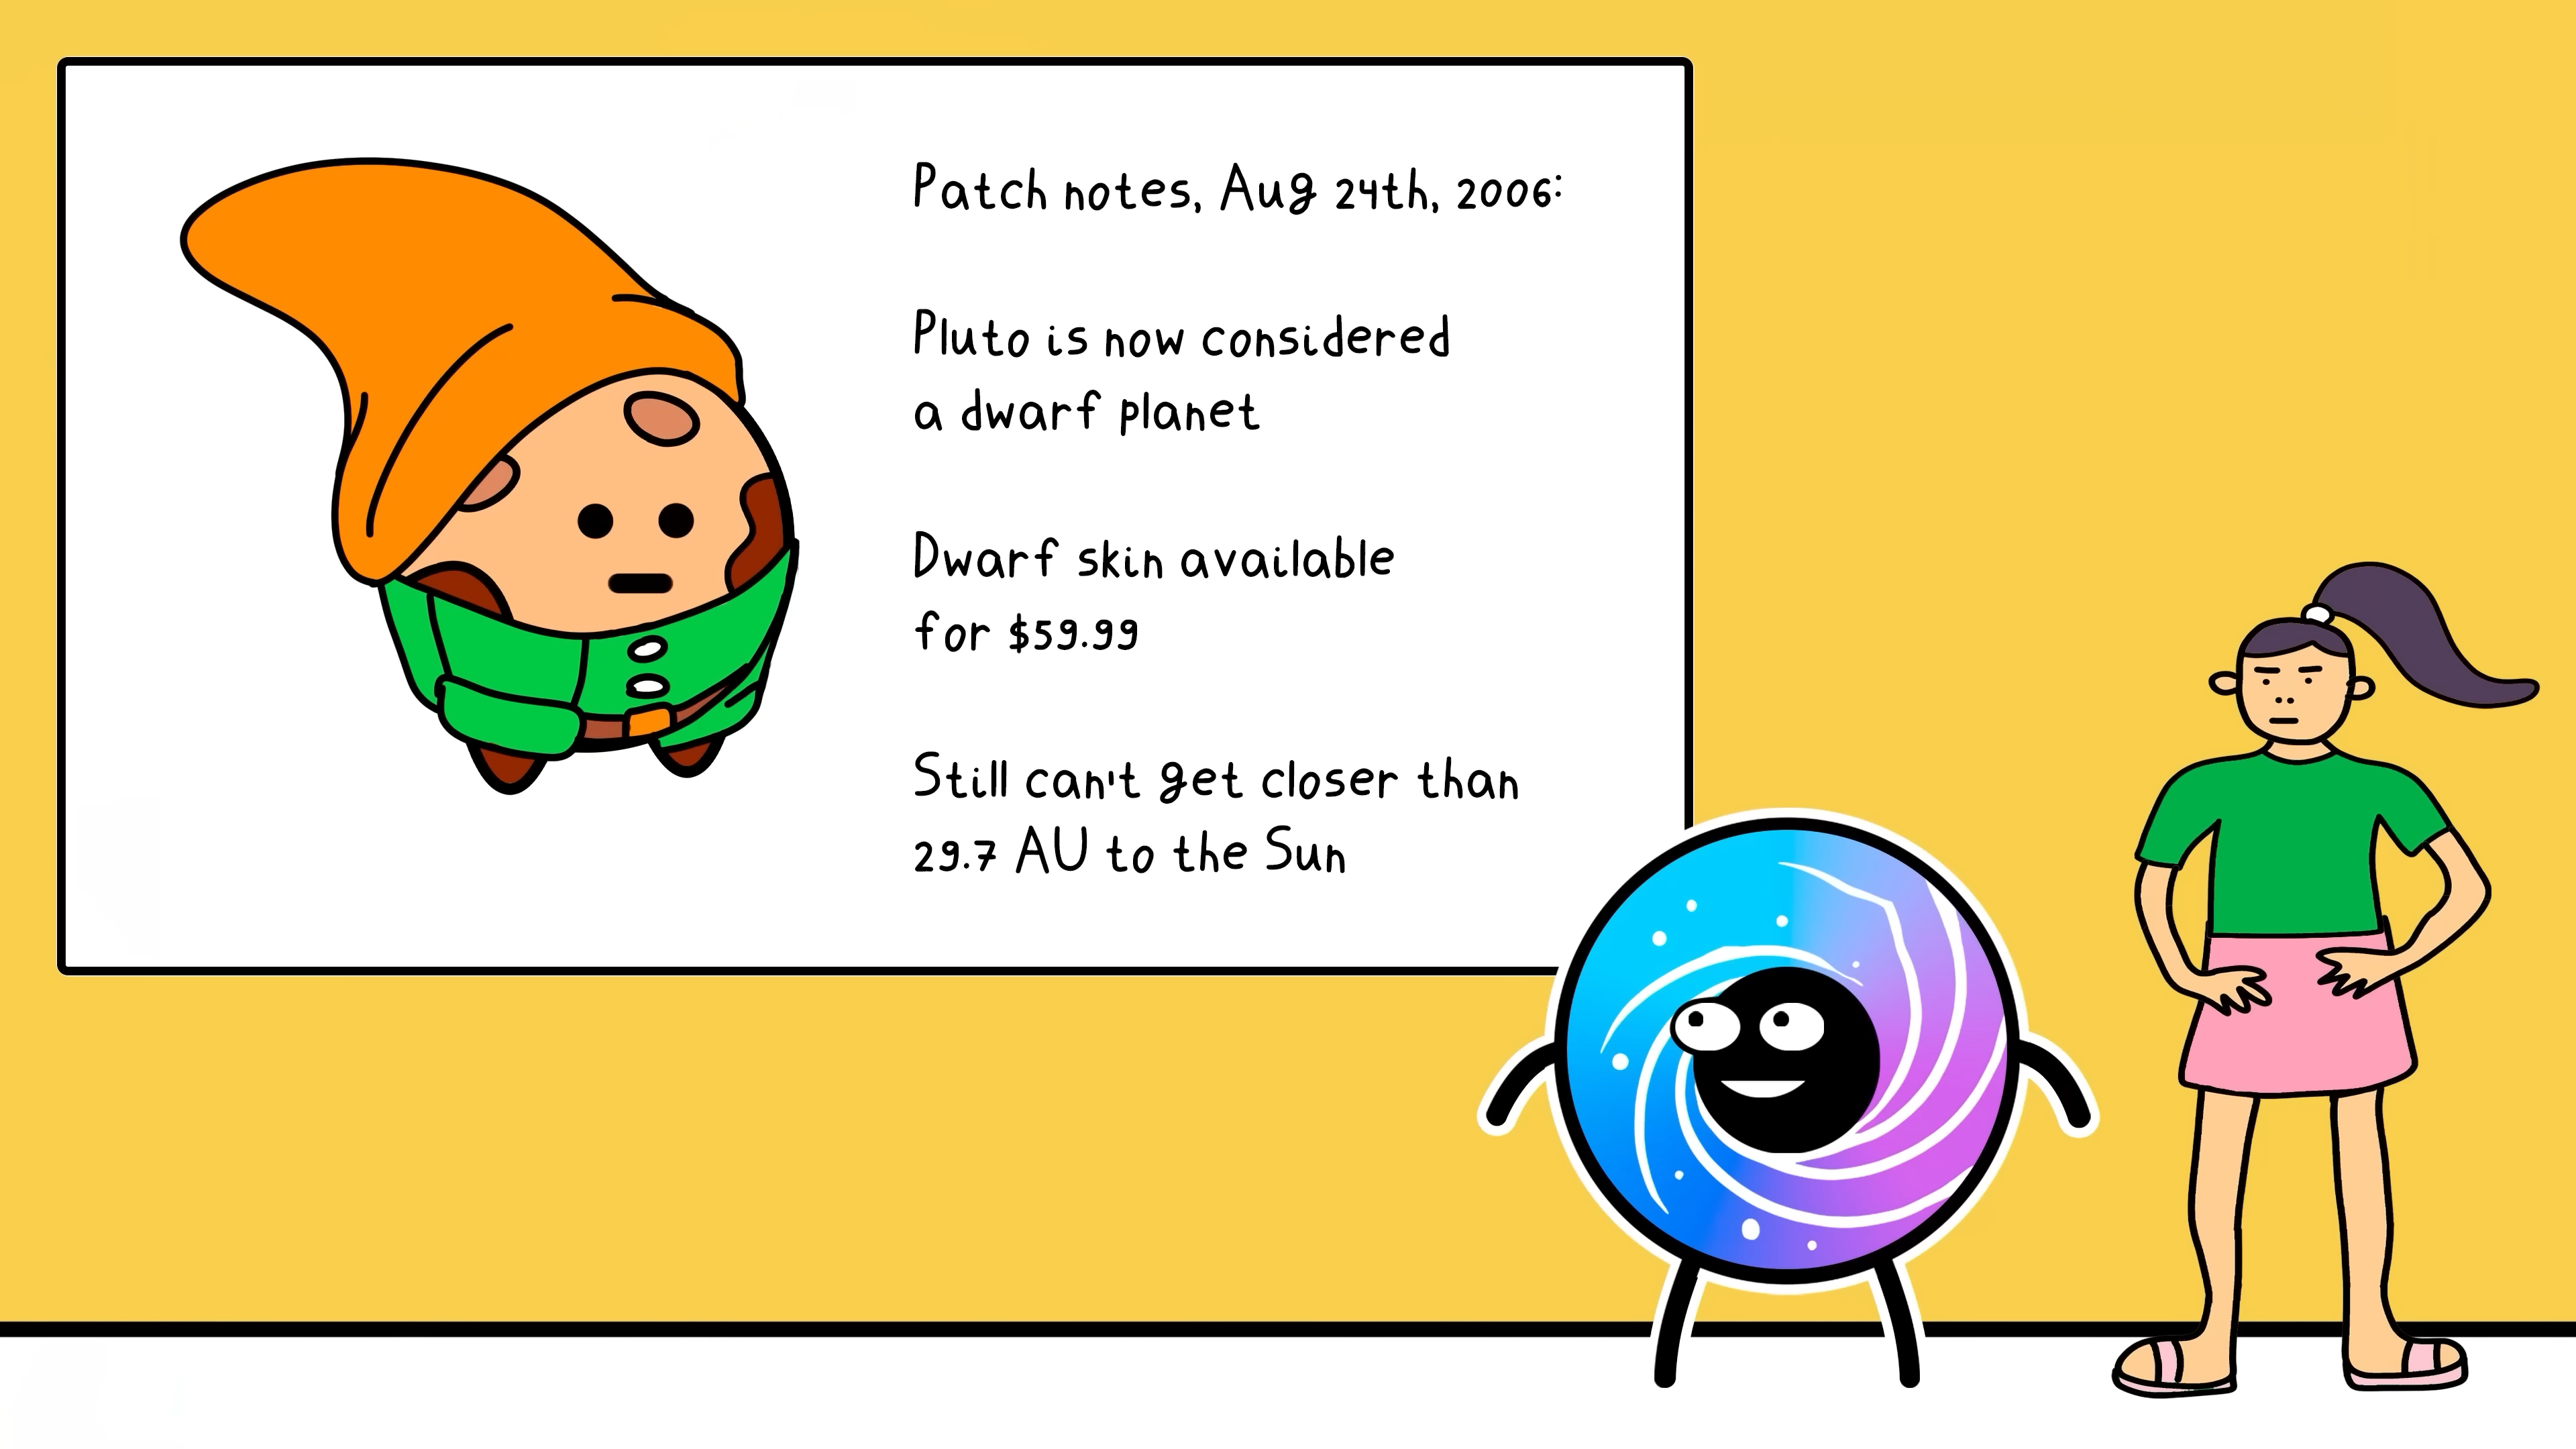 Patch notes, Aug 24th, 2006:
Pluto is now considered
a dwarf planet
Dwarf skin available
for $59.99
Still can't get closer than
29.7 AU to the Sun